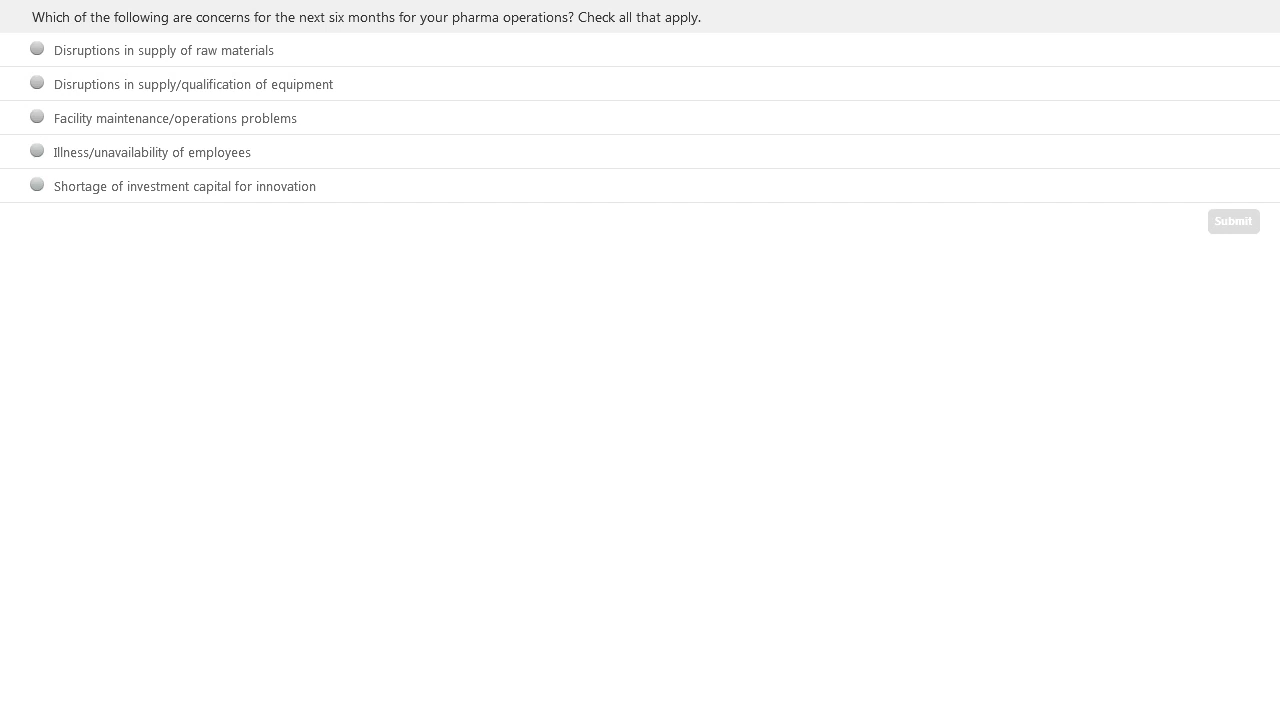 Which of the following are concerns for the next six months for your pharma operations? Check all that apply.
Disruptions in supply of raw materials
Disruptions in supply/qualification of equipment
Facility maintenance/operations problems
Illness/unavailability of employees
Shortage of investment capital for innovation
Submit